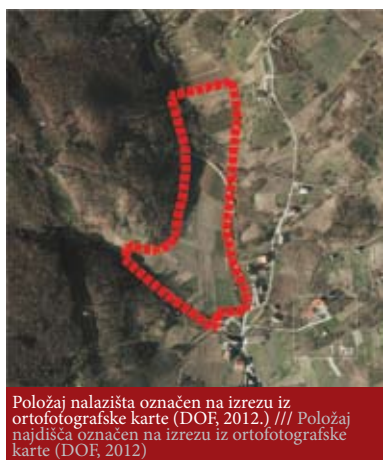 Položaj nalazišta označen na izrezu iz
ortofotografske karte (DOF, 2012.) /// Položaj
najdišča označen na izrezu iz ortofotografske
karte (DOF, 2012)